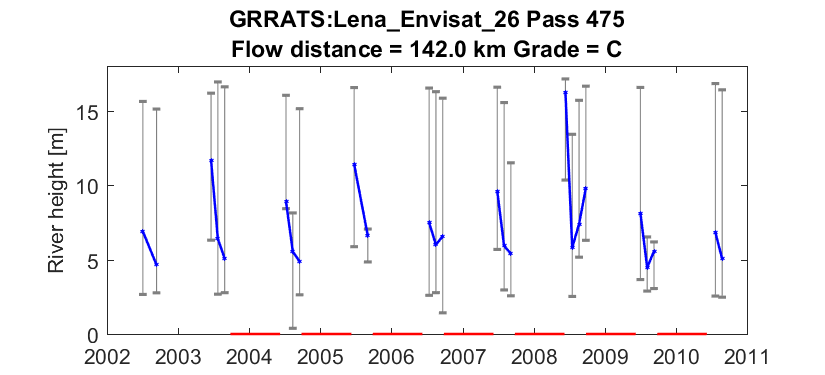 GRRATS:Lena_Envisat_26 Pass 475
Flow distance = 142.0 km Grade = C
River height [m]
15
10
5
0
2002 2003 2004 2005 2006 2007 2008 2009 2010 2011